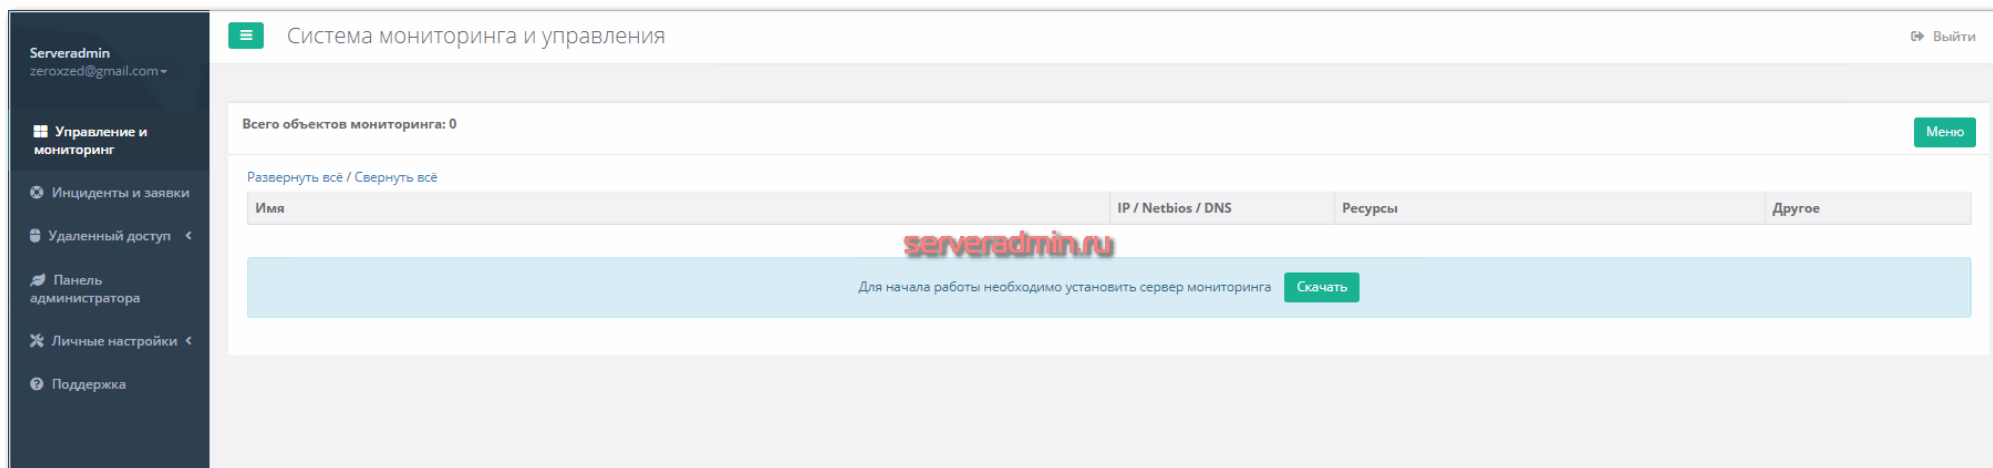 Serveradmin
zeroxzed@gmail.com
Управление и
мониторинг
Инциденты и заявки
Удаленный доступ
Панель
администратора
Личные настройки
Поддержка
Система мониторинга и управления
Выйти
Всего объектов мониторинга: 0
Меню
Развернуть всё / Свернуть всё
Имя IP / Netbios / DNS Ресурсы Другое
serveradmin.ru
Для начала работы необходимо установить сервер мониторинга Скачать